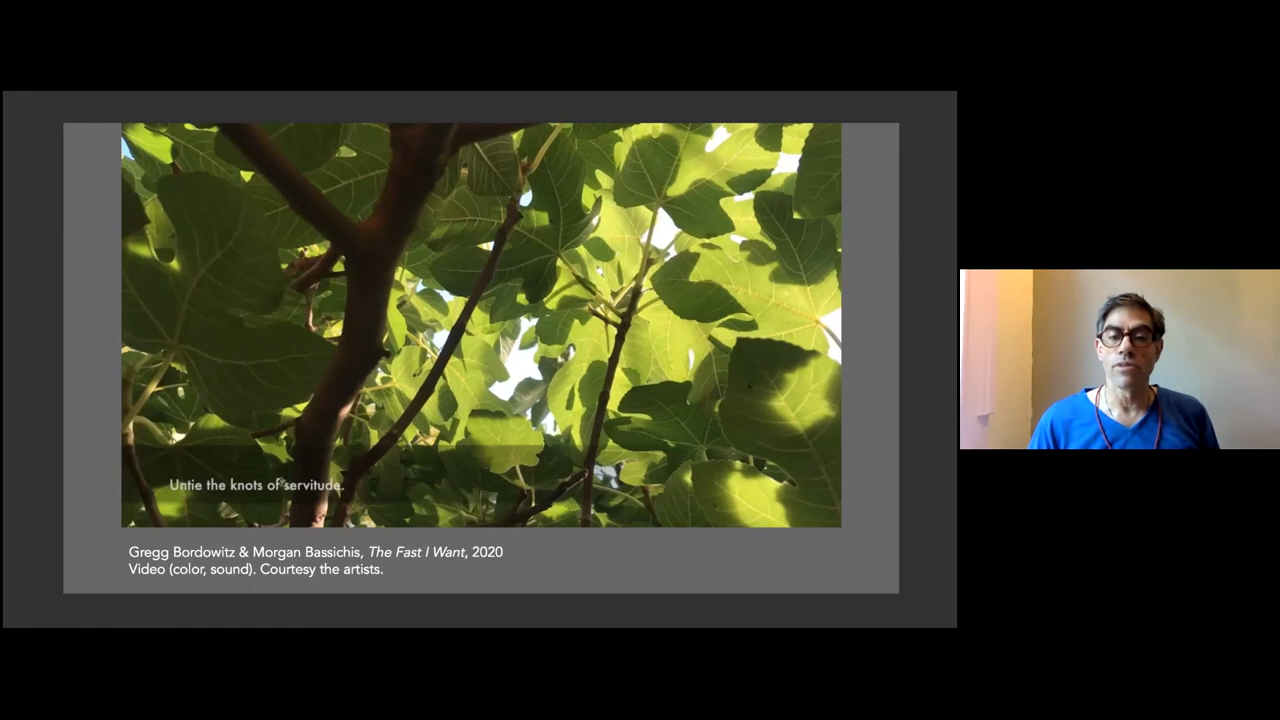 Untie the knots of servitude.
Gregg Bordowitz & Morgan Bassichis, The Fast I Want, 2020
Video (color, sound). Courtesy the artists.